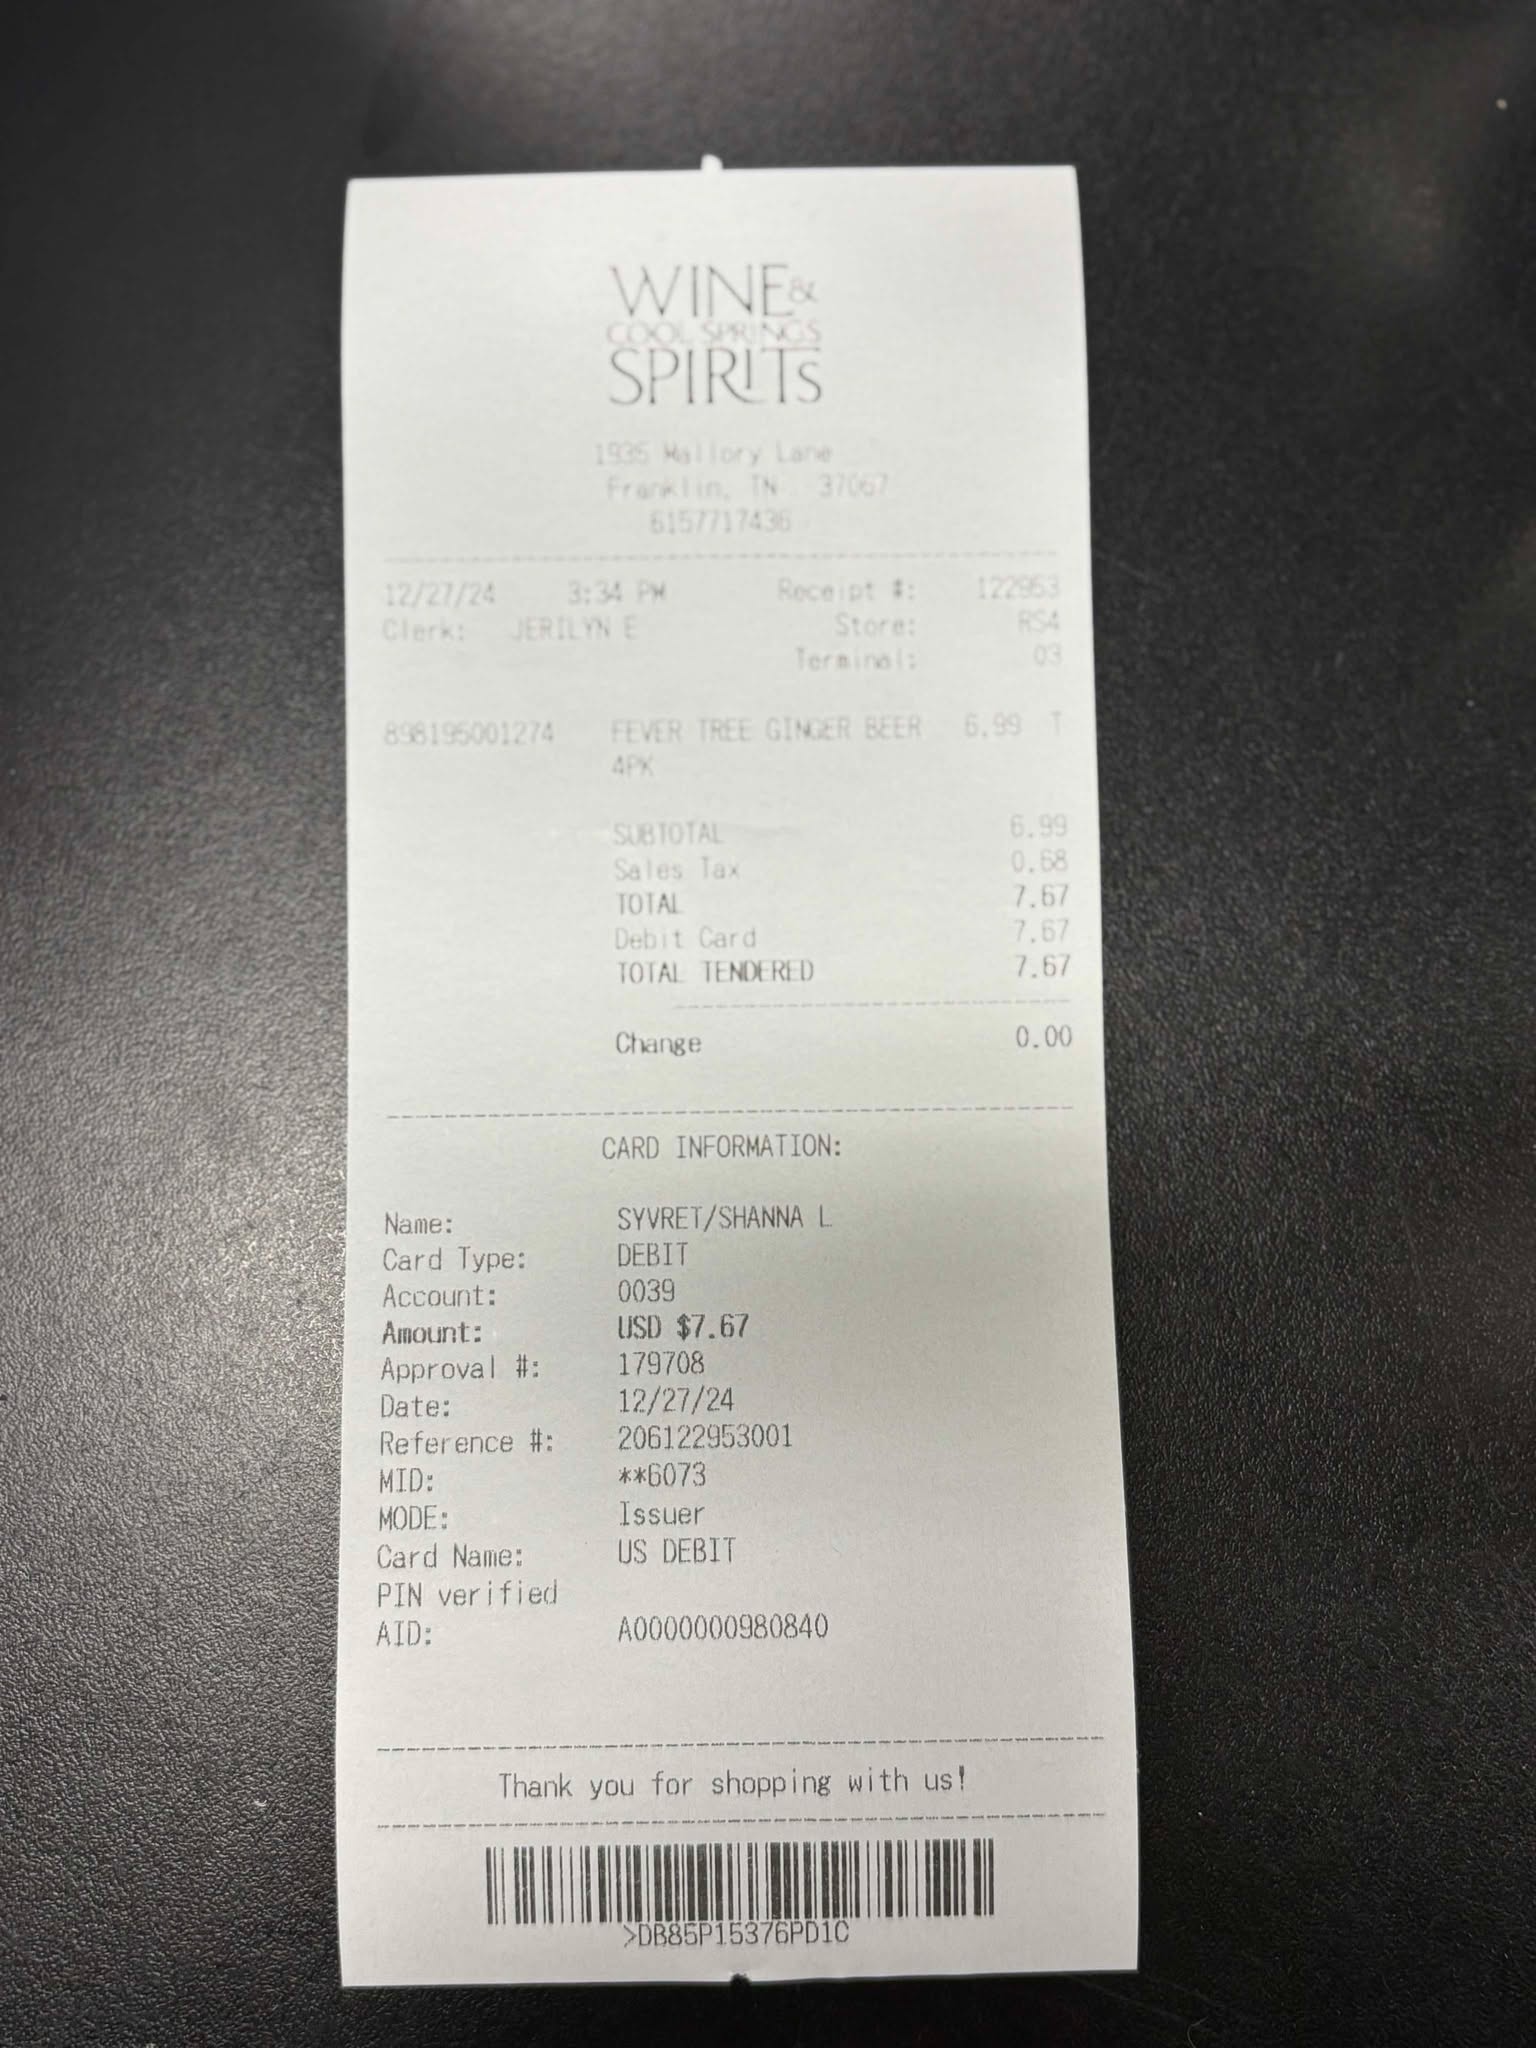 WINE &
COOL SPRINGS
SPIRITS
1935 Mallory Lane
Franklin, TN 37067
6157717436
12/27/24 3:34 PM Receipt #: 122953
Clerk: JERILYN E Store: RS4
Terminal: 03
898195001274 FEVER TREE GINGER BEER 6.99 T
4PK
SUBTOTAL 6.99
Sales Tax 0.68
TOTAL 7.67
Debit Card 7.67
TOTAL TENDERED 7.67
Change 0.00
CARD INFORMATION:
Name: SYVRET/SHANNA L
Card Type: DEBIT
Account: 0039
Amount: USD $7.67
Approval #: 179708
Date: 12/27/24
Reference #: 206122953001
MID: **6073
MODE: Issuer
Card Name: US DEBIT
PIN verified
AID: A0000000980840
Thank you for shopping with us!
>DB85P15376PD1C